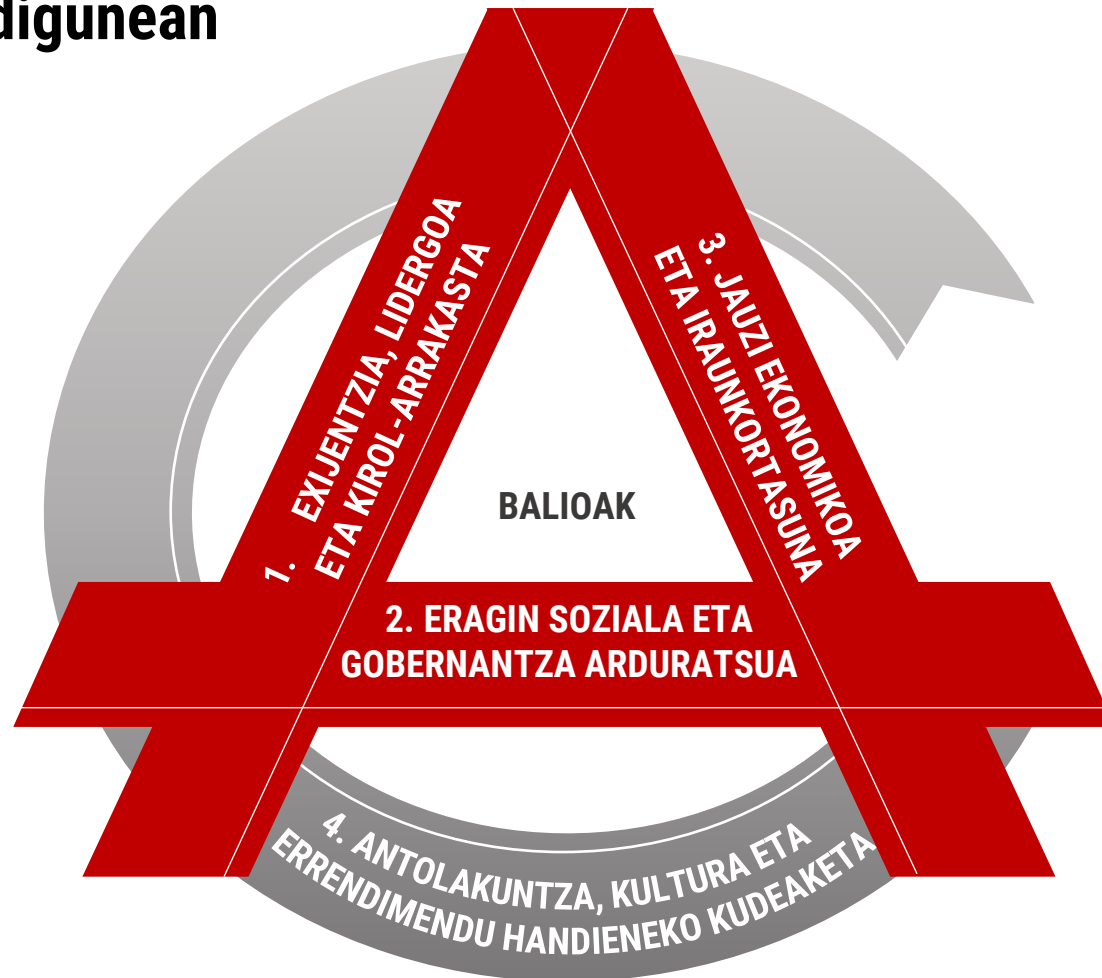 1. EXIJENTZIA, LIDERGOA
ETA KIROL-ARRAKASTA
3. JAUZI EKONOMIKOA
ETA IRAUNKORTASUNA
BALIOAK
2. ERAGIN SOZIALA ETA
GOBERNANTZA ARDURATSUA
4. ANTOLAKUNTZA, KULTURA ETA
ERRENDIMENDU HANDIENEKO KUDEAKETA